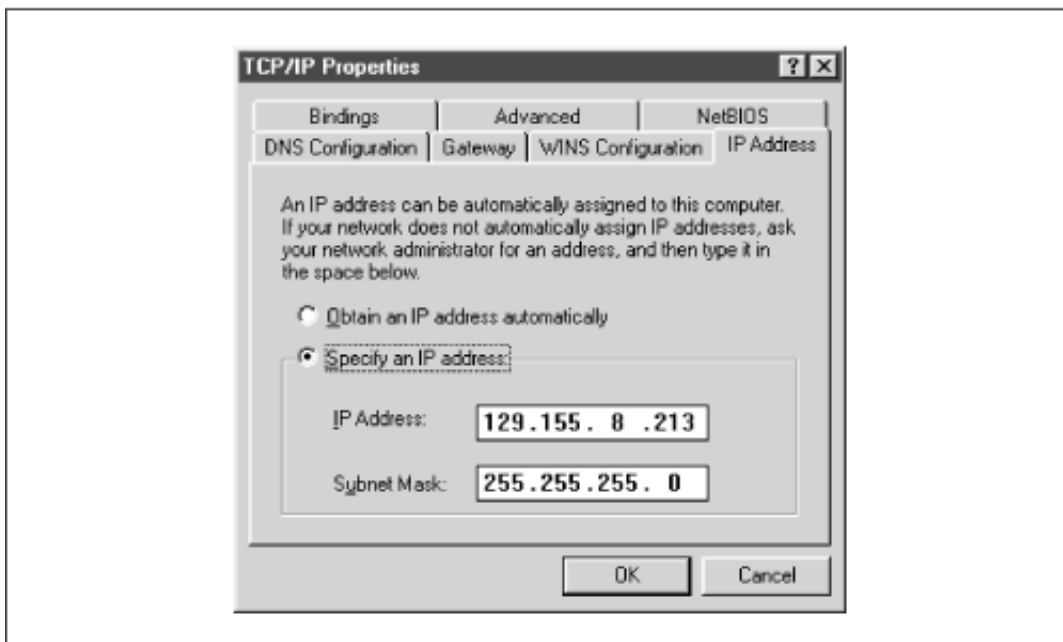 TCP/IP Properties
Bindings
Advanced
NetBIOS
DNS Configuration
Gateway
WINS Configuration
IP Address
An IP address can be automatically assigned to this computer.
If your network does not automatically assign IP addresses, ask
your network administrator for an address, and then type it in
the space below.
Obtain an IP address automatically
Specify an IP address:
IP Address: 129.155. 8 .213
Subnet Mask: 255.255.255. 0
OK
Cancel